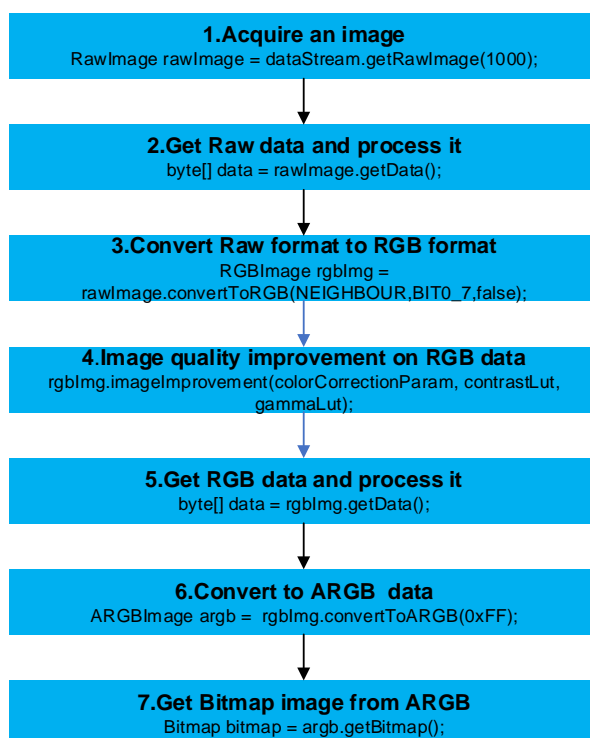 1.Acquire an image
RawImage rawImage = dataStream.getRawImage(1000);
2.Get Raw data and process it
byte[] data = rawImage.getData();
3.Convert Raw format to RGB format
RGBImage rgbImg =
rawImage.convertToRGB(NEIGHBOUR,BIT0_7,false);
4.Image quality improvement on RGB data
rgbImg.imageImprovement(colorCorrectionParam, contrastLut,
gammaLut);
5.Get RGB data and process it
byte[] data = rgbImg.getData();
6.Convert to ARGB data
ARGBImage argb = rgbImg.convertToARGB(0xFF);
7.Get Bitmap image from ARGB
Bitmap bitmap = argb.getBitmap();